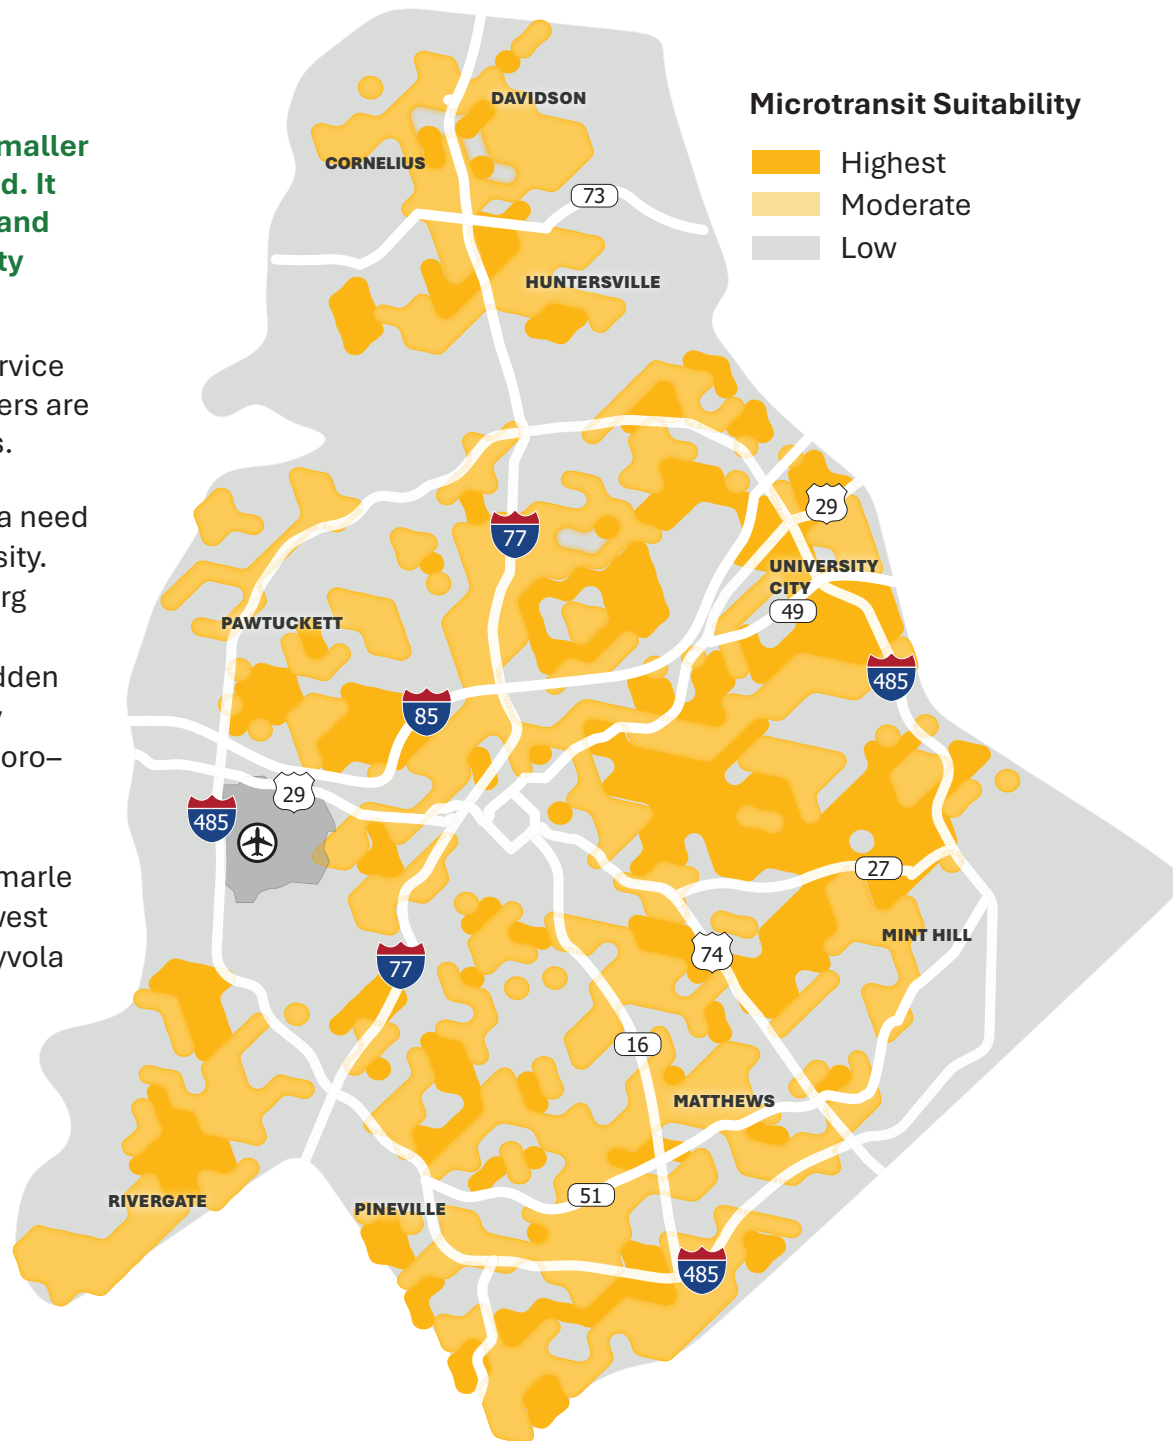 maller
d. It
and
ty
rvice
ers are
s.
a need
sity.
rg
dden
oro–
marle
west
yvola
Microtransit Suitability
Highest
Moderate
Low
DAVIDSON
CORNELIUS
73
HUNTERSVILLE
29
77
UNIVERSITY
CITY
49
PAWTUCKETT
485
85
29
485
27
MINT HILL
74
77
16
MATTHEWS
51
RIVERGATE
PINEVILLE
485